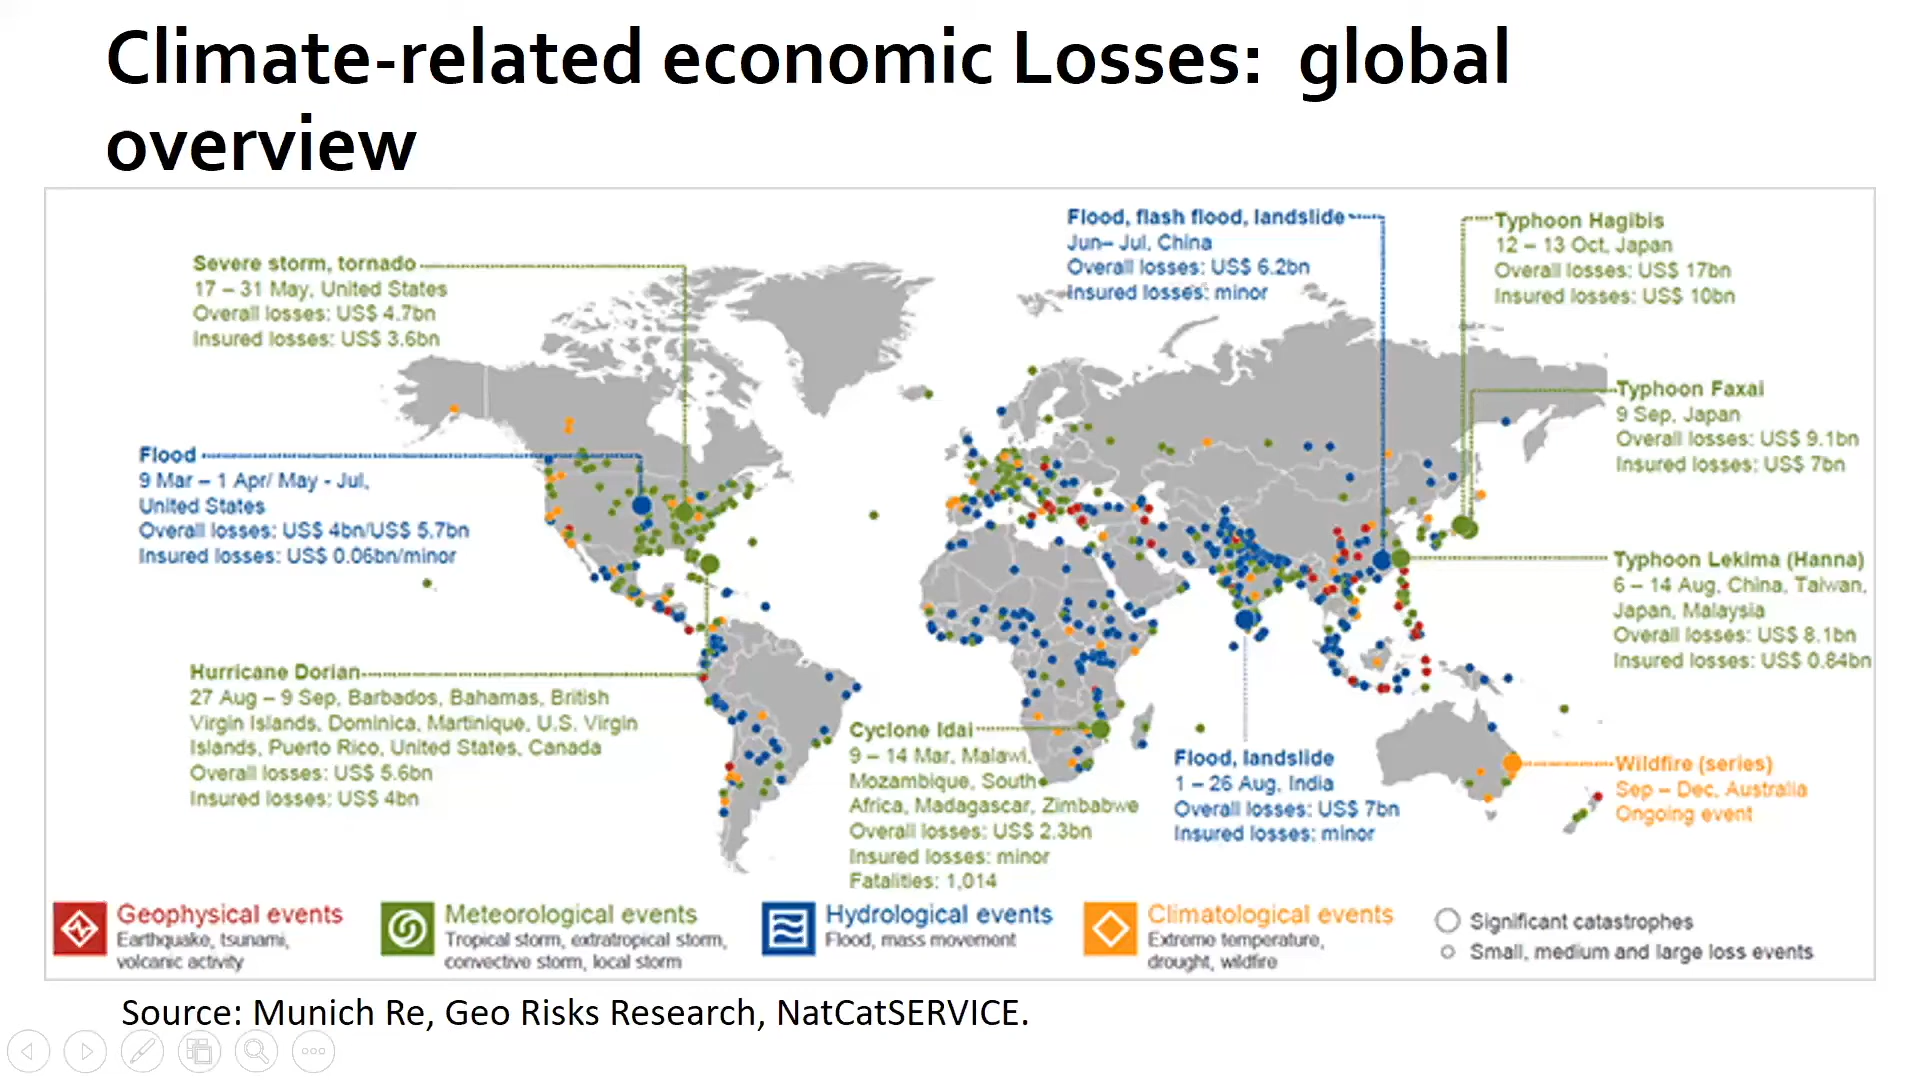 Climate-related economic Losses: global
overview
Severe storm, tornado
17 – 31 May, United States
Overall losses: US$ 4.7bn
Insured losses: US$ 3.6bn
Flood, flash flood, landslide
Jun– Jul, China
Overall losses: US$ 6.2bn
Insured losses: minor
Typhoon Hagibis
12 – 13 Oct, Japan
Overall losses: US$ 17bn
Insured losses: US$ 10bn
Typhoon Faxai
9 Sep, Japan
Overall losses: US$ 9.1bn
Insured losses: US$ 7bn
Flood
9 Mar – 1 Apr/ May - Jul,
United States
Overall losses: US$ 4bn/US$ 5.7bn
Insured losses: US$ 0.06bn/minor
Typhoon Lekima (Hanna)
6 – 14 Aug, China, Taiwan,
Japan, Malaysia
Overall losses: US$ 8.1bn
Insured losses: US$ 0.84bn
Hurricane Dorian
27 Aug – 9 Sep, Barbados, Bahamas, British
Virgin Islands, Dominica, Martinique, U.S. Virgin
Islands, Puerto Rico, United States, Canada
Overall losses: US$ 5.6bn
Insured losses: US$ 4bn
Cyclone Idai
9 – 14 Mar, Malawi,
Mozambique, South
Africa, Madagascar, Zimbabwe
Overall losses: US$ 2.3bn
Insured losses: minor
Fatalities: 1,014
Flood, landslide
1 – 26 Aug, India
Overall losses: US$ 7bn
Insured losses: minor
Wildfire (series)
Sep – Dec, Australia
Ongoing event
Geophysical events
Earthquake, tsunami,
volcanic activity
Meteorological events
Tropical storm, extratropical storm,
convective storm, local storm
Hydrological events
Flood, mass movement
Climatological events
Extreme temperature,
drought, wildfire
Significant catastrophes
Small, medium and large loss events
Source: Munich Re, Geo Risks Research, NatCatSERVICE.